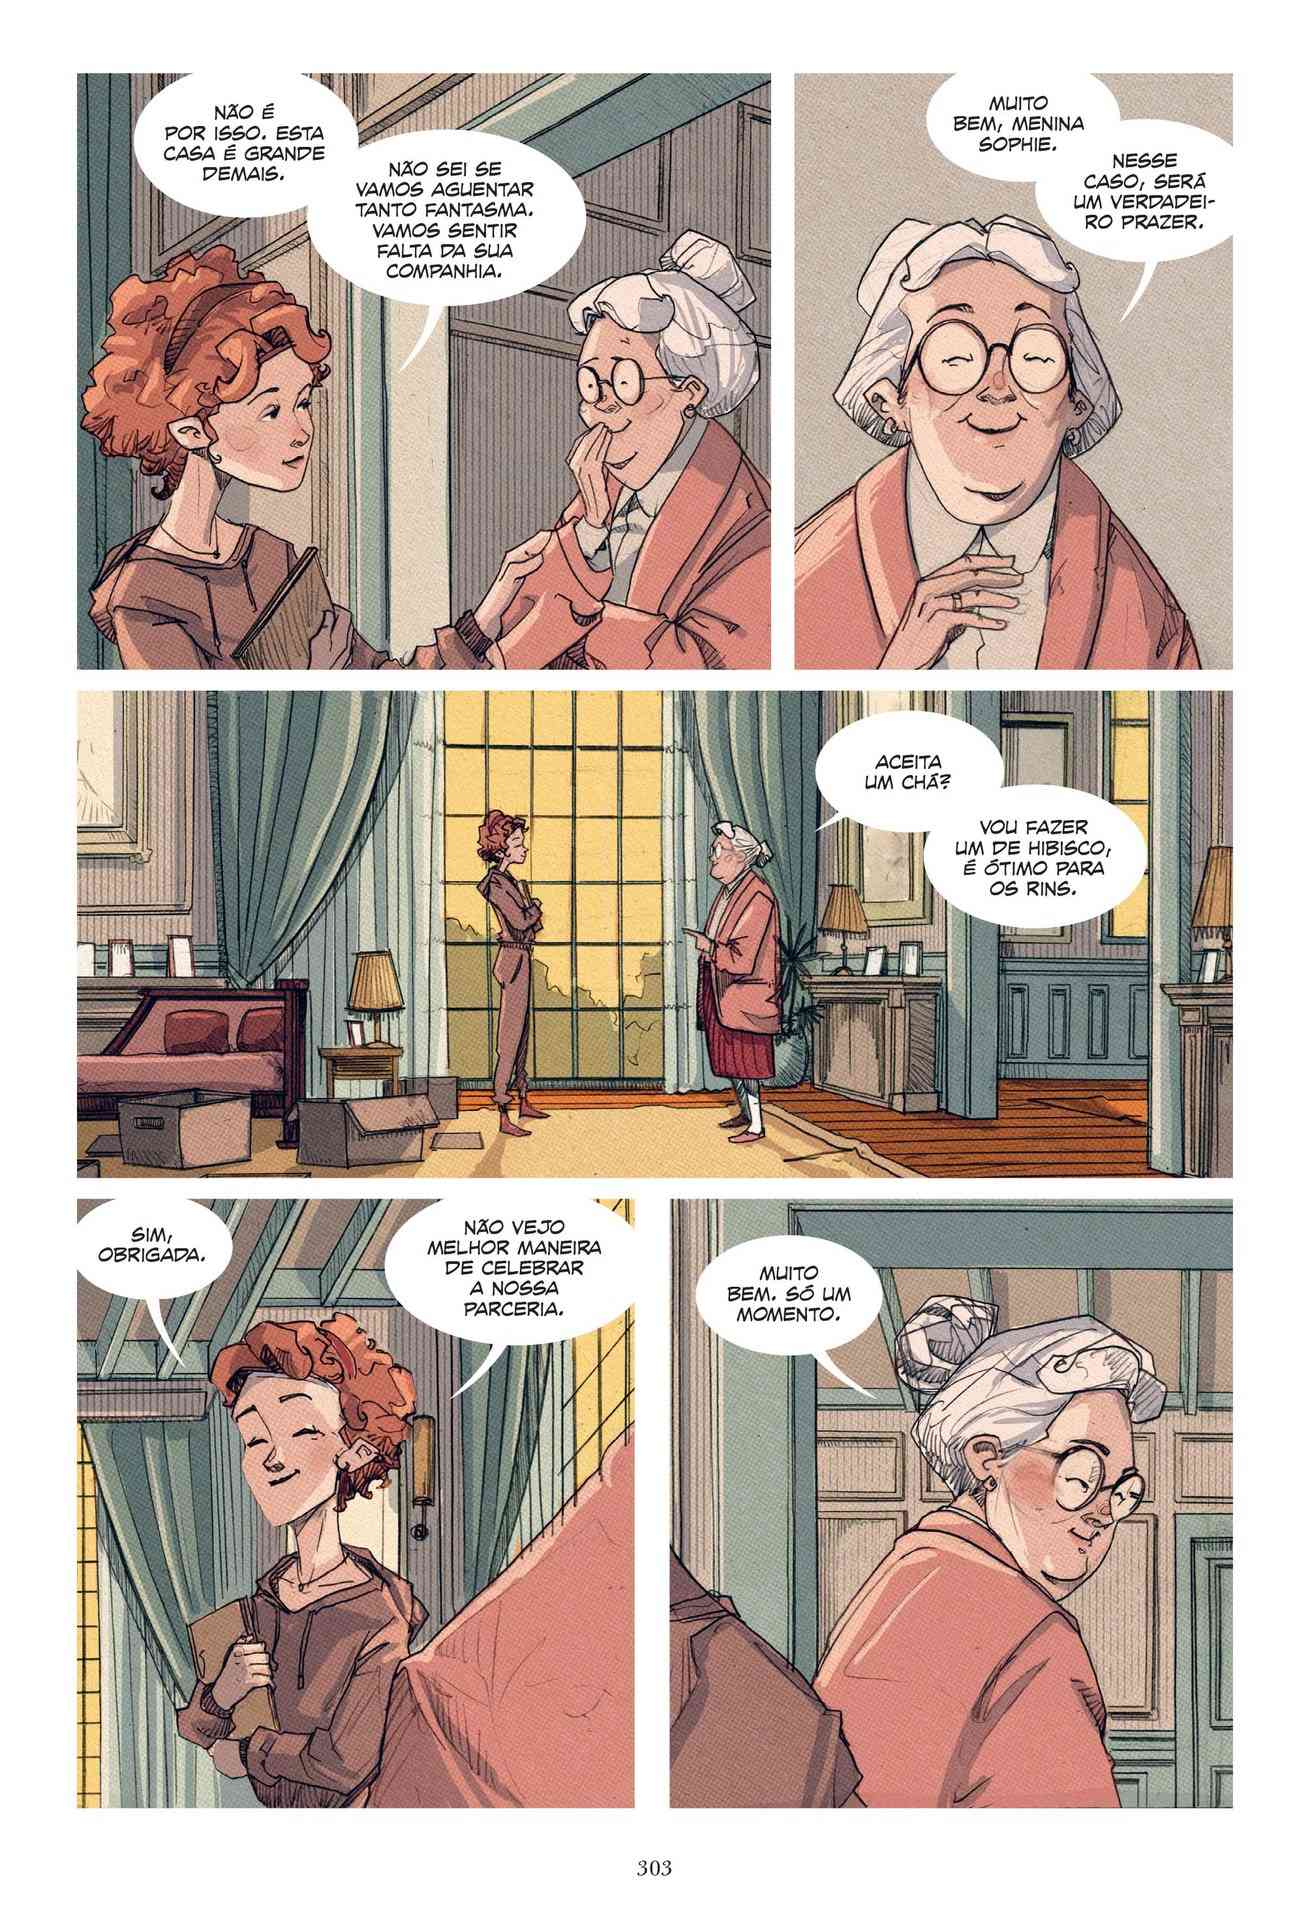 NÃO É
POR ISSO. ESTA
CASA É GRANDE
DEMAIS.
NÃO SEI SE
VAMOS AGUENTAR
TANTO FANTASMA.
VAMOS SENTIR
FALTA DA SUA
COMPANHIA.
MUITO
BEM, MENINA
SOPHIE.
NESSE
CASO, SERÁ
UM VERDADEI-
RO PRAZER.
ACEITA
UM CHÁ?
VOU FAZER
UM DE HIBISCO,
É ÓTIMO PARA
OS RINS.
SIM,
OBRIGADA.
NÃO VEJO
MELHOR MANEIRA
DE CELEBRAR
A NOSSA
PARCERIA.
MUITO
BEM. SÓ UM
MOMENTO.
303